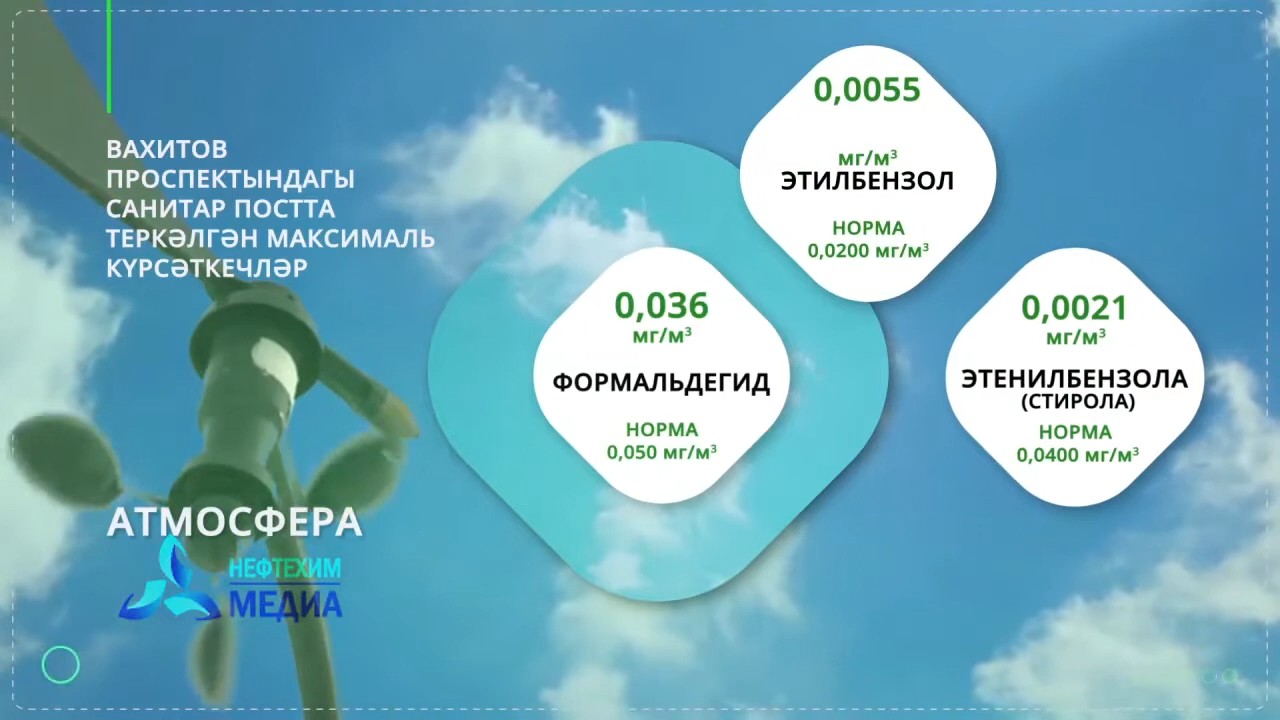 ВАХИТОВ
ПРОСПЕКТЫНДАГЫ
САНИТАР ПОСТТА
ТЕРКӘЛГӘН МАКСИМАЛЬ
КҮРСӘТКЕЧЛӘР
0,0055
мг/м³
ЭТИЛБЕНЗОЛ
НОРМА
0,0200 мг/м³
0,036
мг/м³
ФОРМАЛЬДЕГИД
НОРМА
0,050 мг/м³
0,0021
мг/м³
ЭТЕНИЛБЕНЗОЛА
(СТИРОЛА)
НОРМА
0,0400 мг/м³
АТМОСФЕРА
НЕФТЕХИМ
МЕДИА